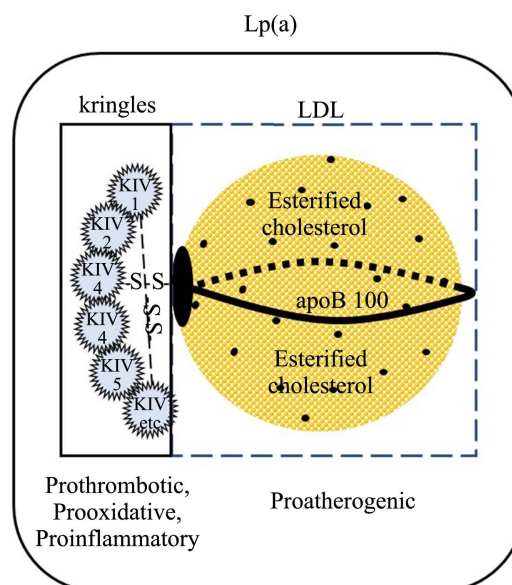 Lp(a)
kringles
LDL
KIV
1
KIV
2
KIV
4
KIV
4
KIV
5
KIV
etc
-S-S-
S
S
Esterified
cholesterol
apoB 100
Esterified
cholesterol
Prothrombotic,
Prooxidative,
Proinflammatory
Proatherogenic